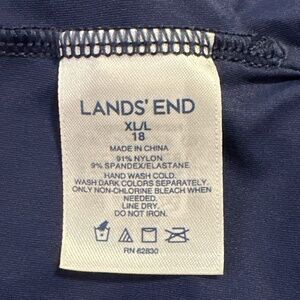 LANDS' END
XL/L
18
MADE IN CHINA
91% NYLON
9% SPANDEX/ELASTANE
HAND WASH COLD.
WASH DARK COLORS SEPARATELY.
ONLY NON-CHLORINE BLEACH WHEN
NEEDED.
LINE DRY.
DO NOT IRON.
RN 62830